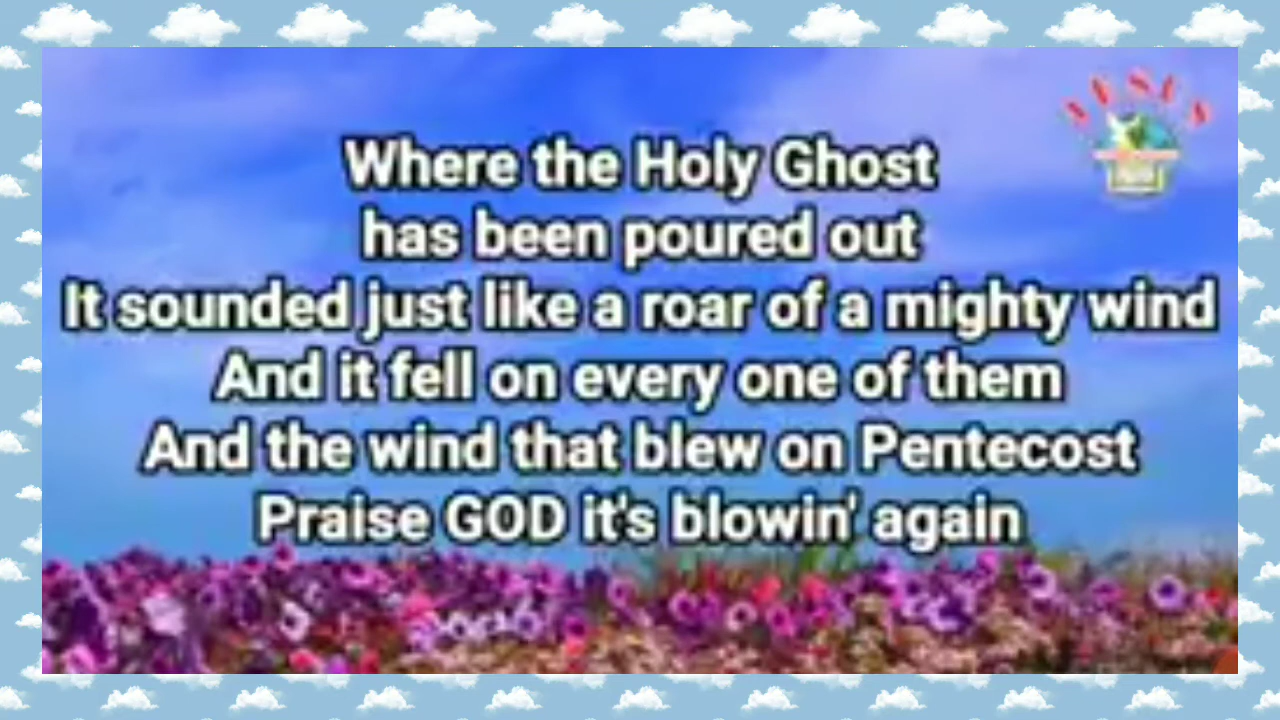 JESUS
Where the Holy Ghost
has been poured out
It sounded just like a roar of a mighty wind
And it fell on every one of them
And the wind that blew on Pentecost
Praise GOD it's blowin' again